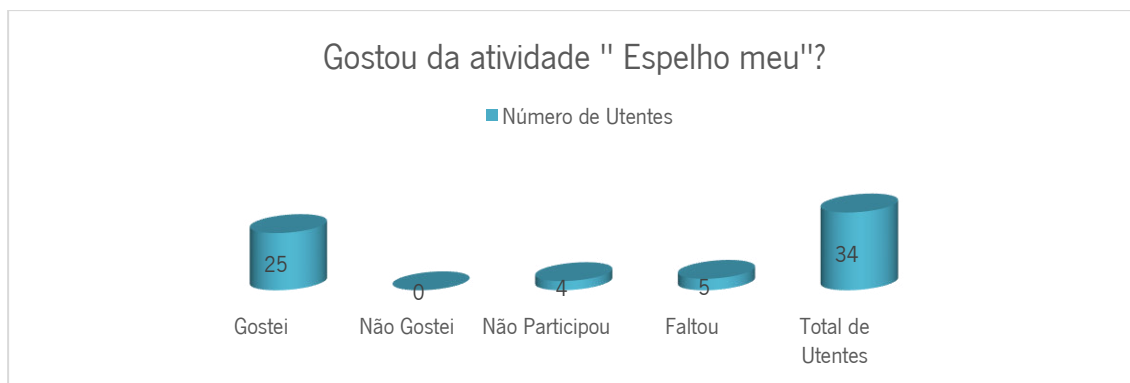 Gostou da atividade " Espelho meu"?
Número de Utentes
25
0
4
5
34
Gostei
Não Gostei
Não Participou
Faltou
Total de
Utentes